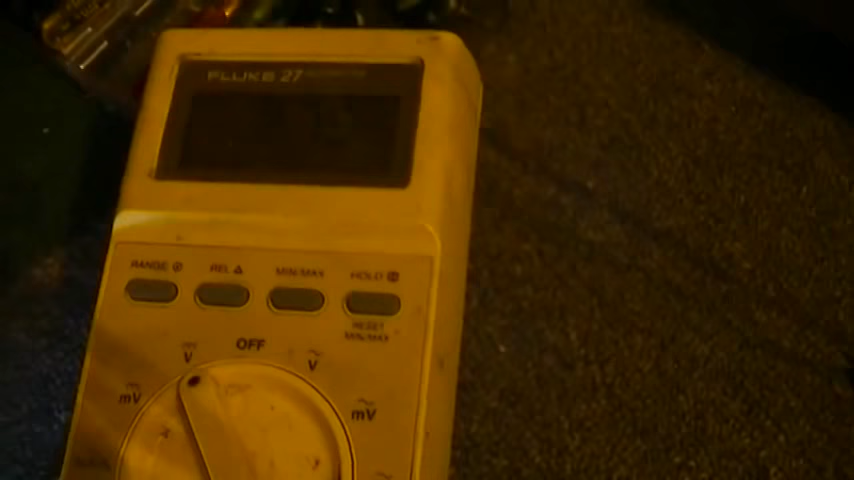 FLUKE 27
RANGE REL △ MIN/MAX HOLD
RESET
MIN/MAX
OFF
V V
mV mV